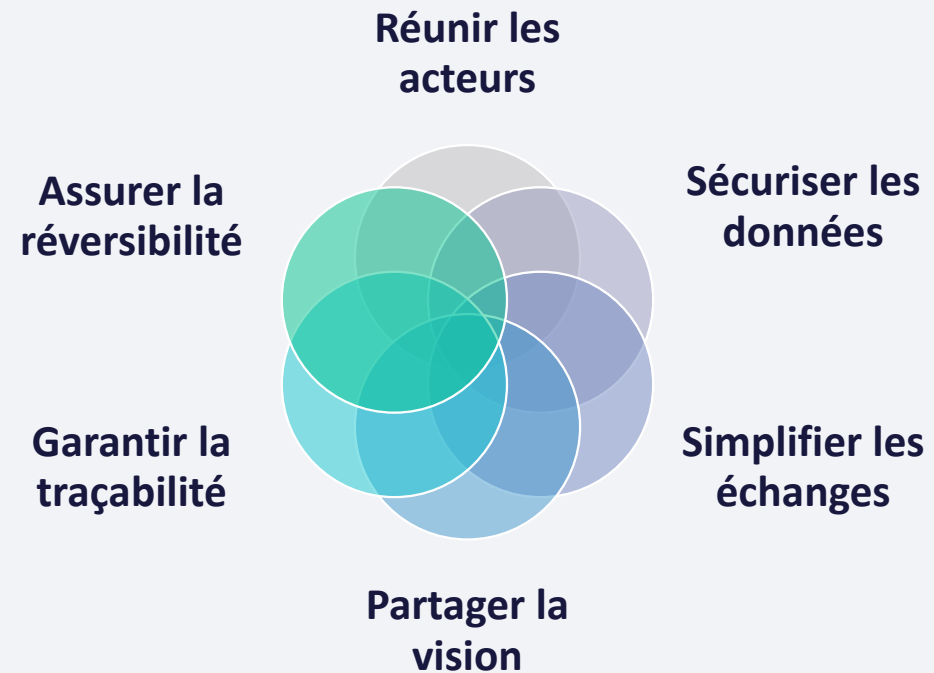 Réunir les
acteurs
Sécuriser les
données
Simplifier les
échanges
Partager la
vision
Garantir la
traçabilité
Assurer la
réversibilité